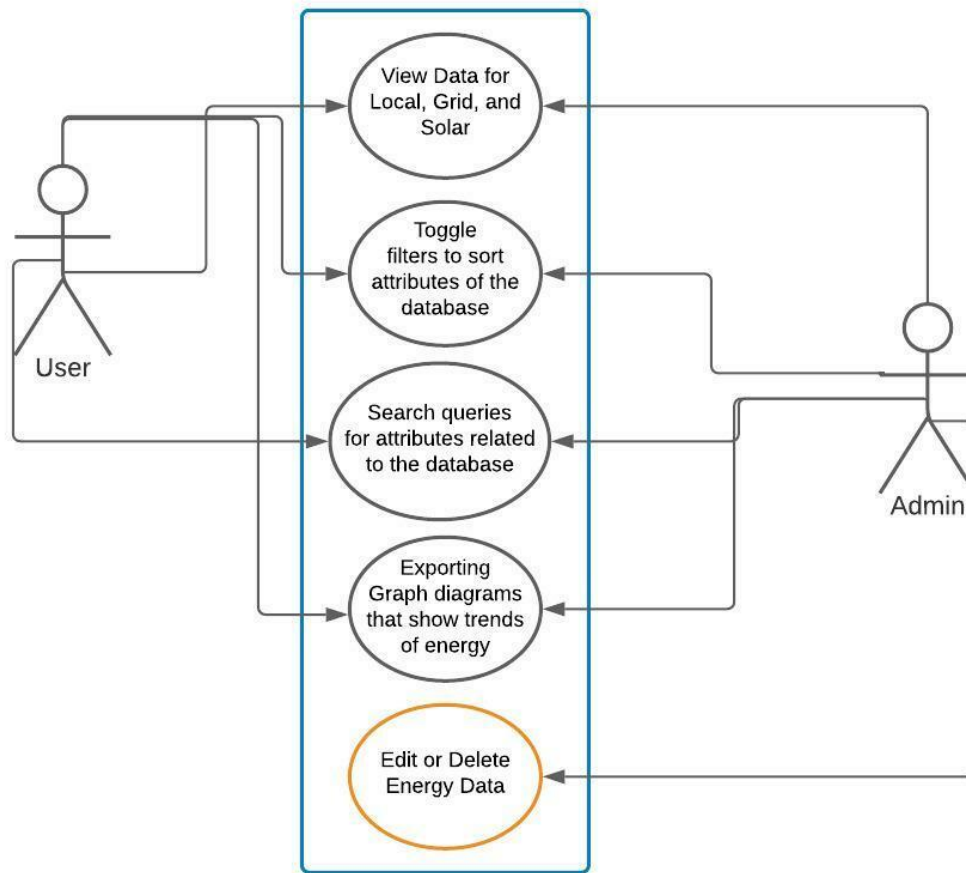 View Data for
Local, Grid, and
Solar
Toggle
filters to sort
attributes of the
database
User
Search queries
for attributes related
to the database
Admin
Exporting
Graph diagrams
that show trends
of energy
Edit or Delete
Energy Data